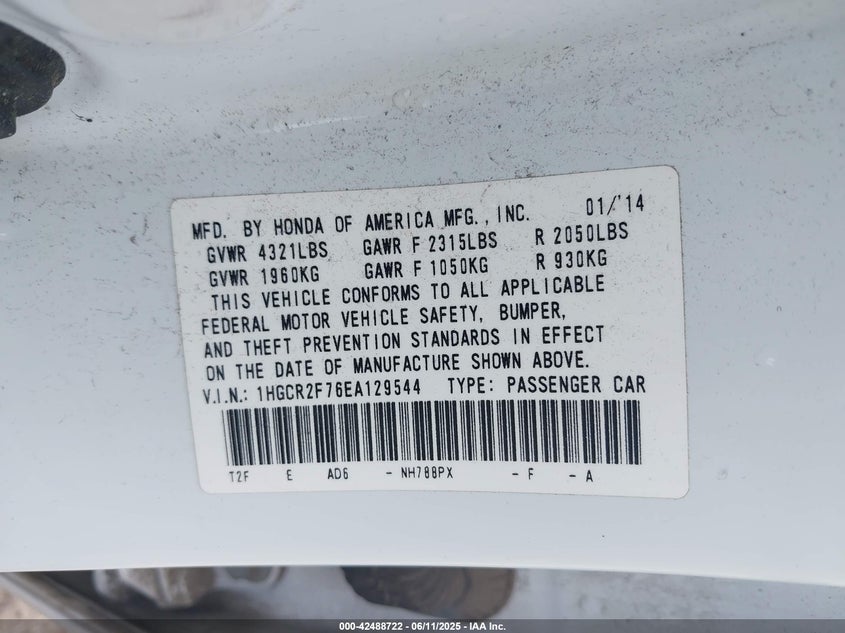 MFD. BY HONDA OF AMERICA MFG., INC. 01/'14
GVWR 4321LBS GAWR F 2315LBS R 2050LBS
GVWR 1960KG GAWR F 1050KG R 930KG
THIS VEHICLE CONFORMS TO ALL APPLICABLE
FEDERAL MOTOR VEHICLE SAFETY, BUMPER,
AND THEFT PREVENTION STANDARDS IN EFFECT
ON THE DATE OF MANUFACTURE SHOWN ABOVE.
V.I.N.: 1HGCR2F76EA129544 TYPE: PASSENGER CAR
T2F E AD6 - NH788PX - F - A
000-42488722 - 06/11/2025 - IAA Inc.